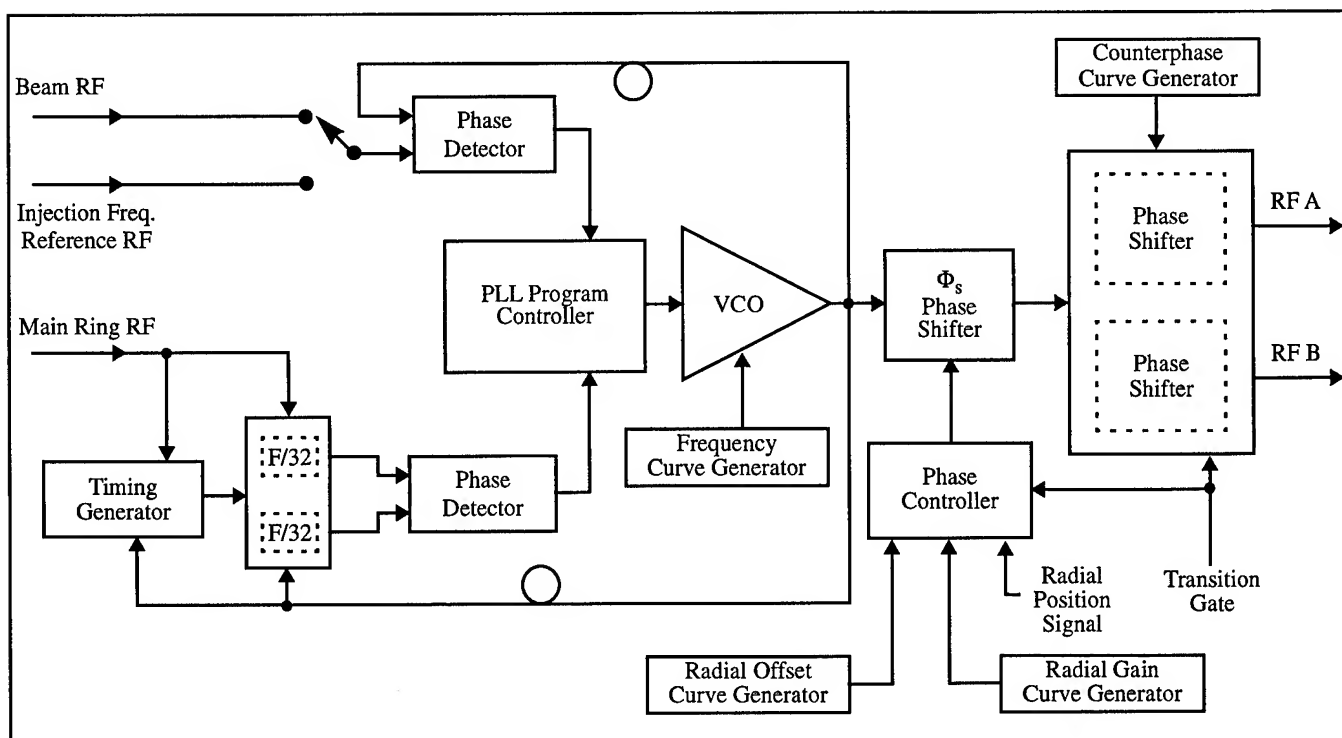 Counterphase
Curve Generator
Beam RF
Phase
Detector
Injection Freq.
Reference RF
Phase
Shifter
RF A
PLL Program
Controller
VCO
Φs
Phase
Shifter
Main Ring RF
Phase
Shifter
RF B
Timing
Generator
F/32
F/32
Phase
Detector
Frequency
Curve Generator
Phase
Controller
Radial
Position
Signal
Transition
Gate
Radial Offset
Curve Generator
Radial Gain
Curve Generator